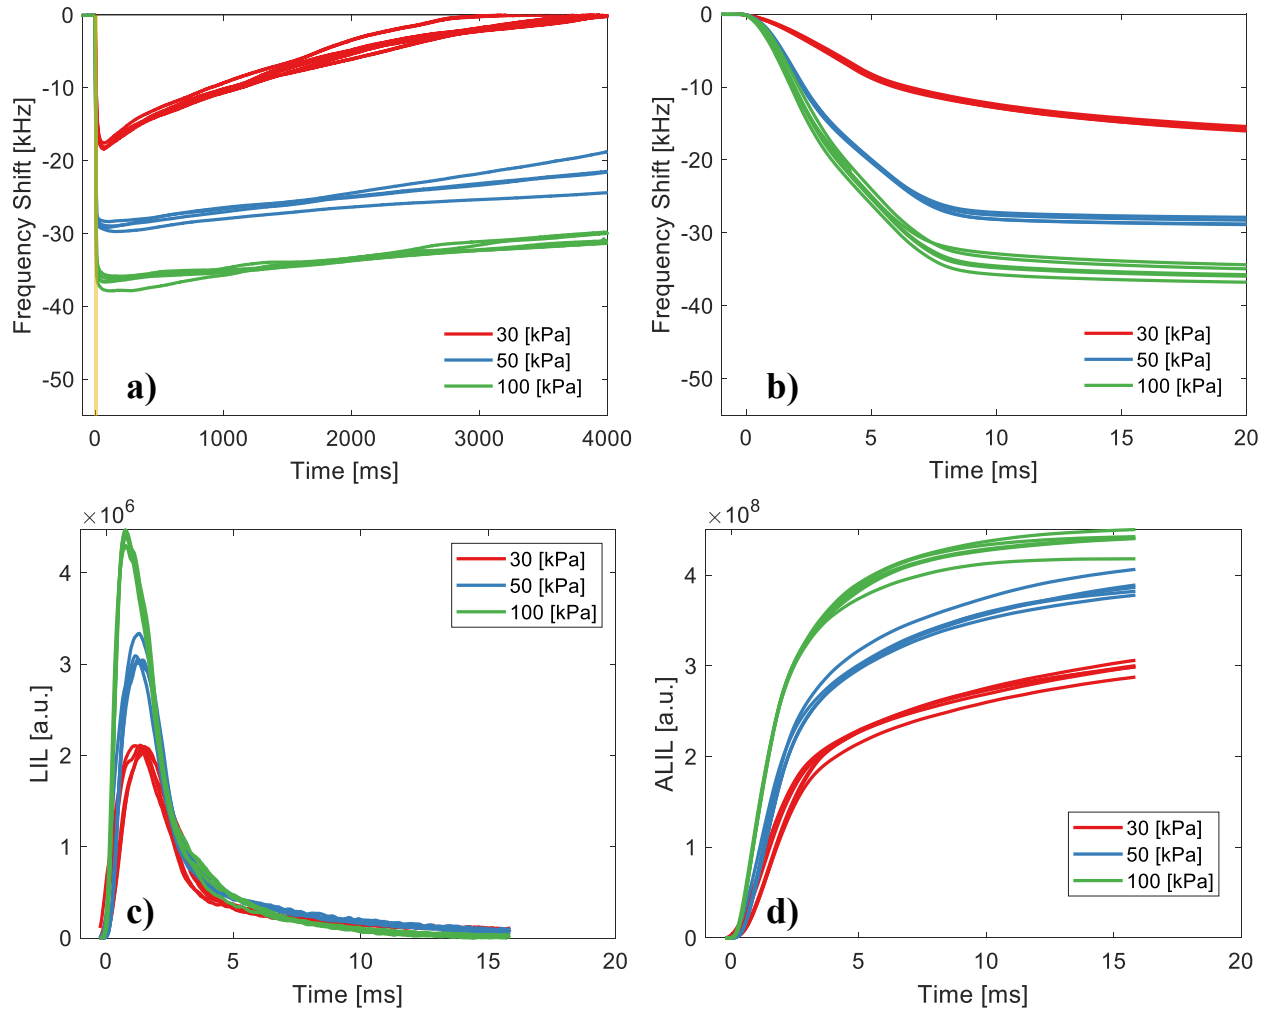 0
-10
-20
-30
-40
-50
Frequency Shift [kHz]
30 [kPa]
50 [kPa]
100 [kPa]
a)
0
1000
2000
3000
4000
Time [ms]
0
-10
-20
-30
-40
-50
Frequency Shift [kHz]
30 [kPa]
50 [kPa]
100 [kPa]
b)
0
5
10
15
20
Time [ms]
×10⁶
4
3
2
1
0
LIL [a.u.]
30 [kPa]
50 [kPa]
100 [kPa]
c)
0
5
10
15
20
Time [ms]
×10⁸
4
3
2
1
0
ALIL [a.u.]
30 [kPa]
50 [kPa]
100 [kPa]
d)
0
5
10
15
20
Time [ms]